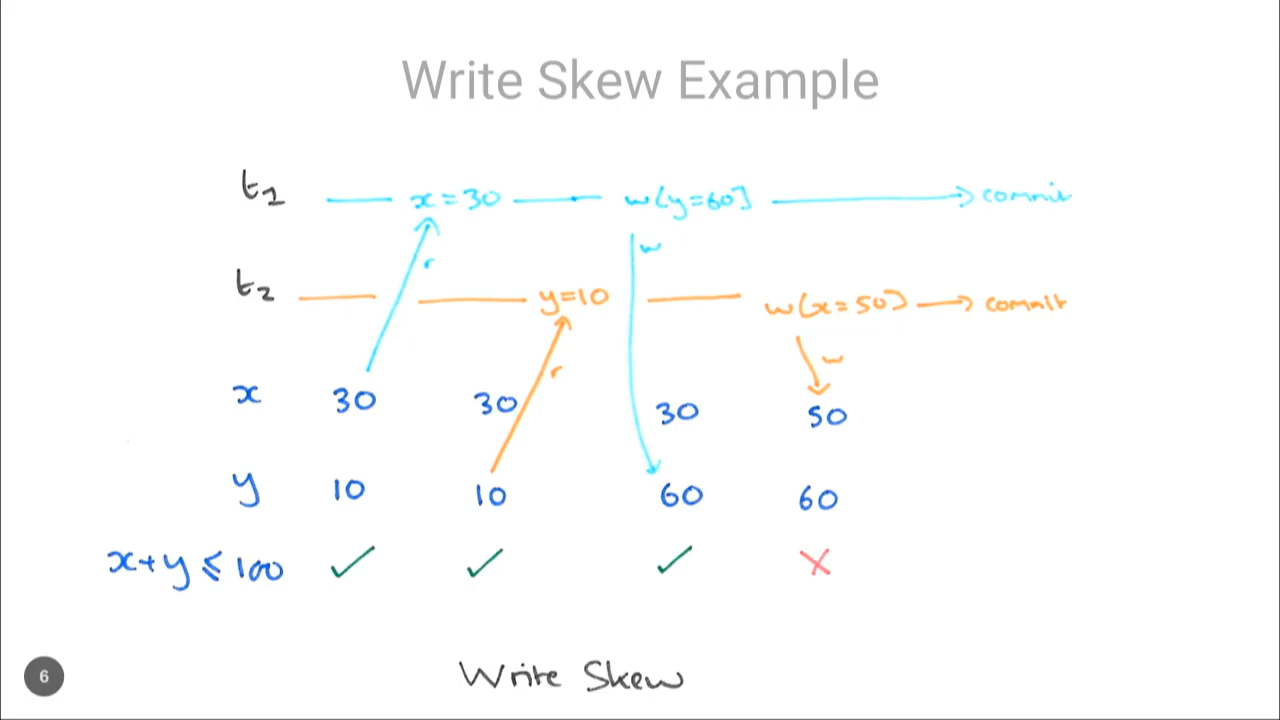 Write Skew Example
t1 x = 30 w(y=60) commit
r w
t2 y=10 w(x=50) commit
r w
x 30 30 30 50
y 10 10 60 60
x+y ≤ 100 ✓ ✓ ✓ ×
6 Write Skew